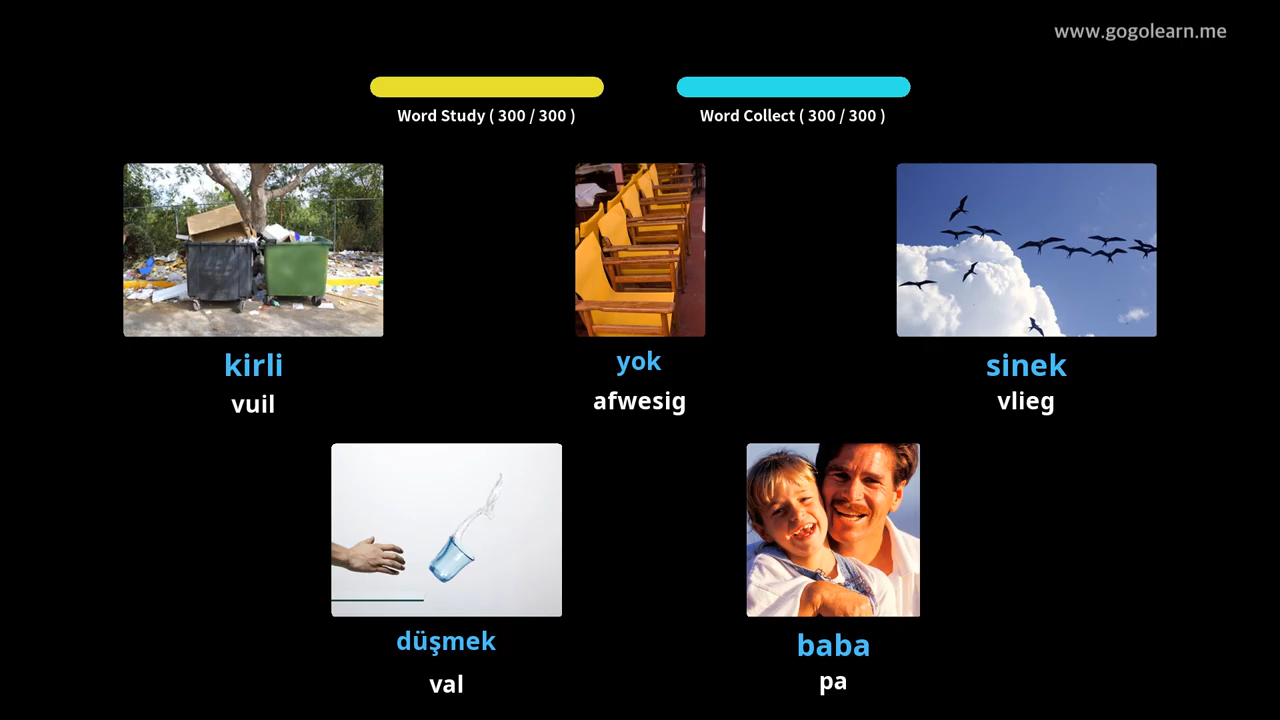 www.gogolearn.me
Word Study ( 300 / 300 )
Word Collect ( 300 / 300 )
kirli
vuil
yok
afwesig
sinek
vlieg
düşmek
val
baba
pa